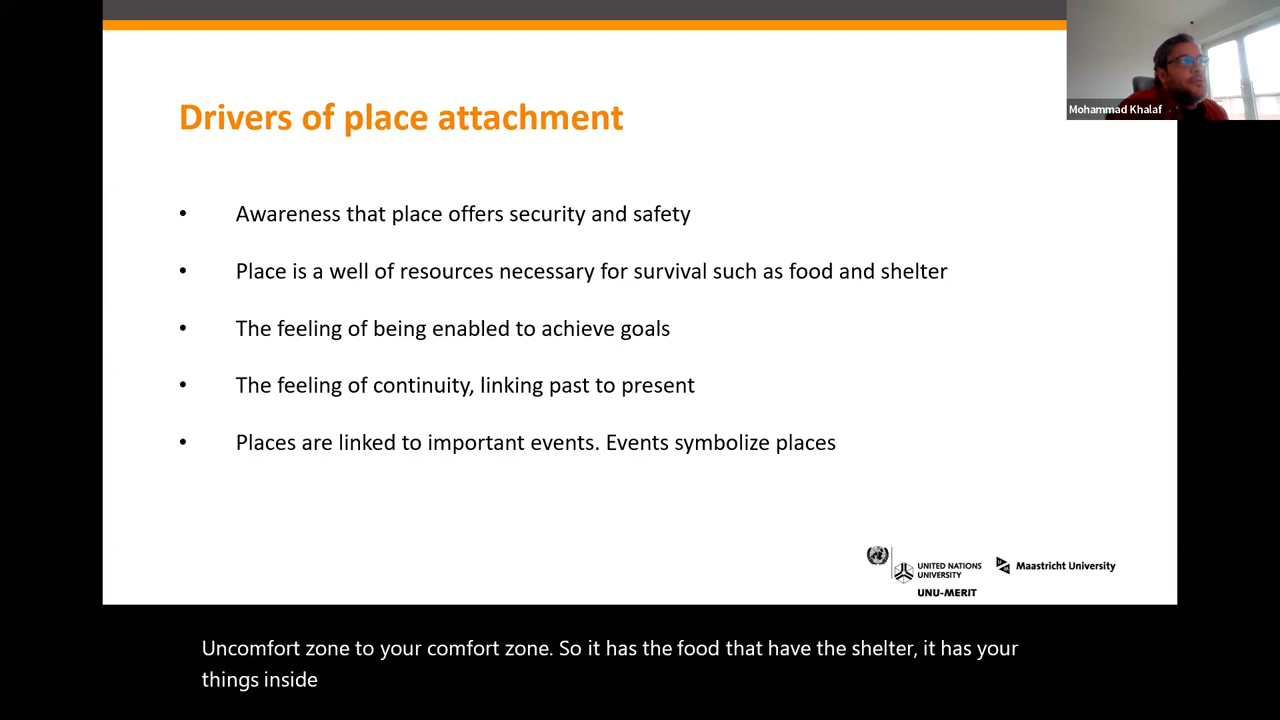 Mohammad Khalaf
Drivers of place attachment
• Awareness that place offers security and safety
• Place is a well of resources necessary for survival such as food and shelter
• The feeling of being enabled to achieve goals
• The feeling of continuity, linking past to present
• Places are linked to important events. Events symbolize places
UNITED NATIONS
UNIVERSITY
UNU-MERIT
Maastricht University
Uncomfort zone to your comfort zone. So it has the food that have the shelter, it has your
things inside